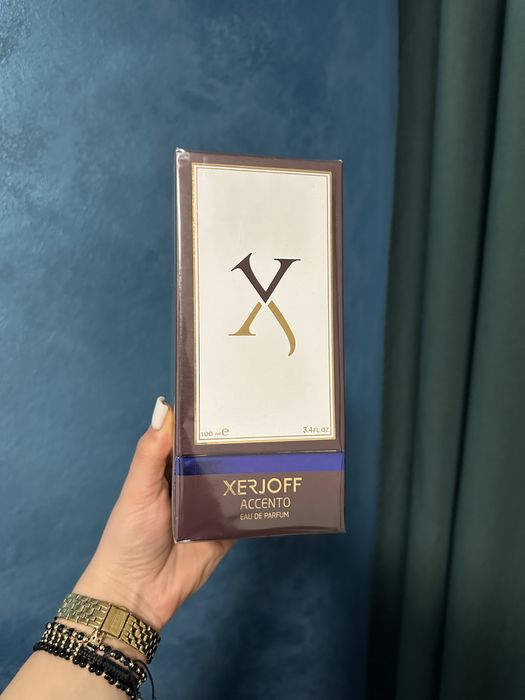 X
100 ml e 3.4 FL.OZ
XERJOFF
ACCENTO
EAU DE PARFUM